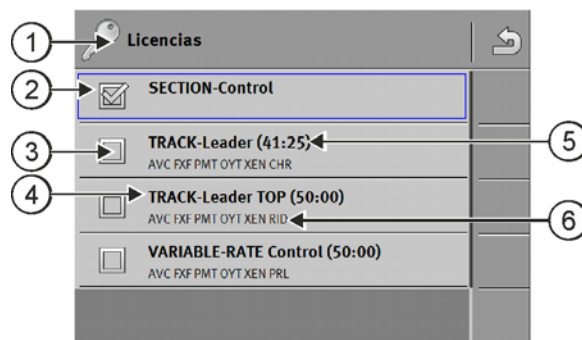 1
Licencias
2
SECTION-Control
3
TRACK-Leader (41:25)
5
AVC FXF PMT OYT XEN CHR
4
TRACK-Leader TOP (50:00)
AVC FXF PMT OYT XEN RID
6
VARIABLE-RATE Control (50:00)
AVC FXF PMT OYT XEN PRL